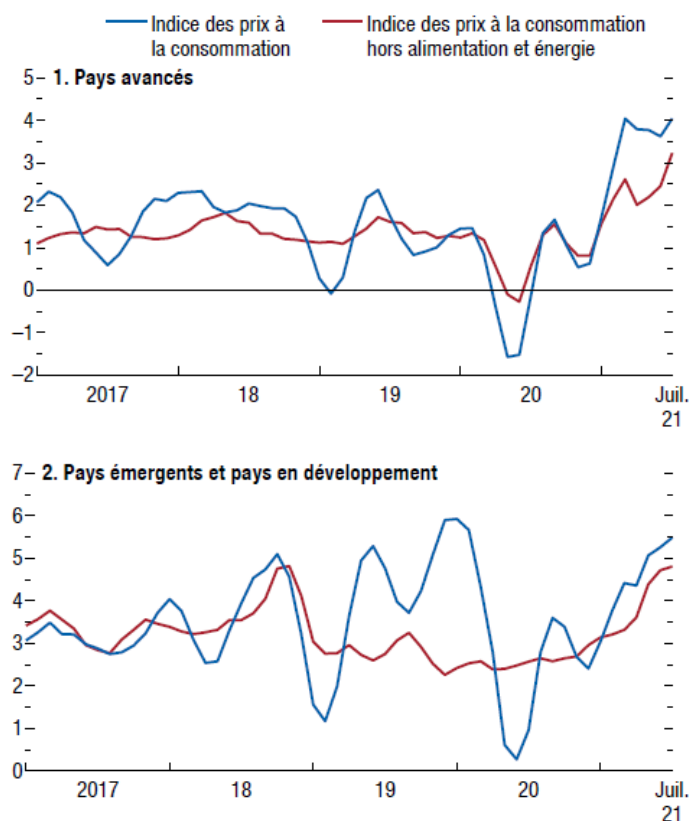 Indice des prix à
la consommation
Indice des prix à la consommation
hors alimentation et énergie
1. Pays avancés
5
4
3
2
1
0
−1
−2
2017 18 19 20 Juil.
21
2. Pays émergents et pays en développement
7
6
5
4
3
2
1
0
2017 18 19 20 Juil.
21